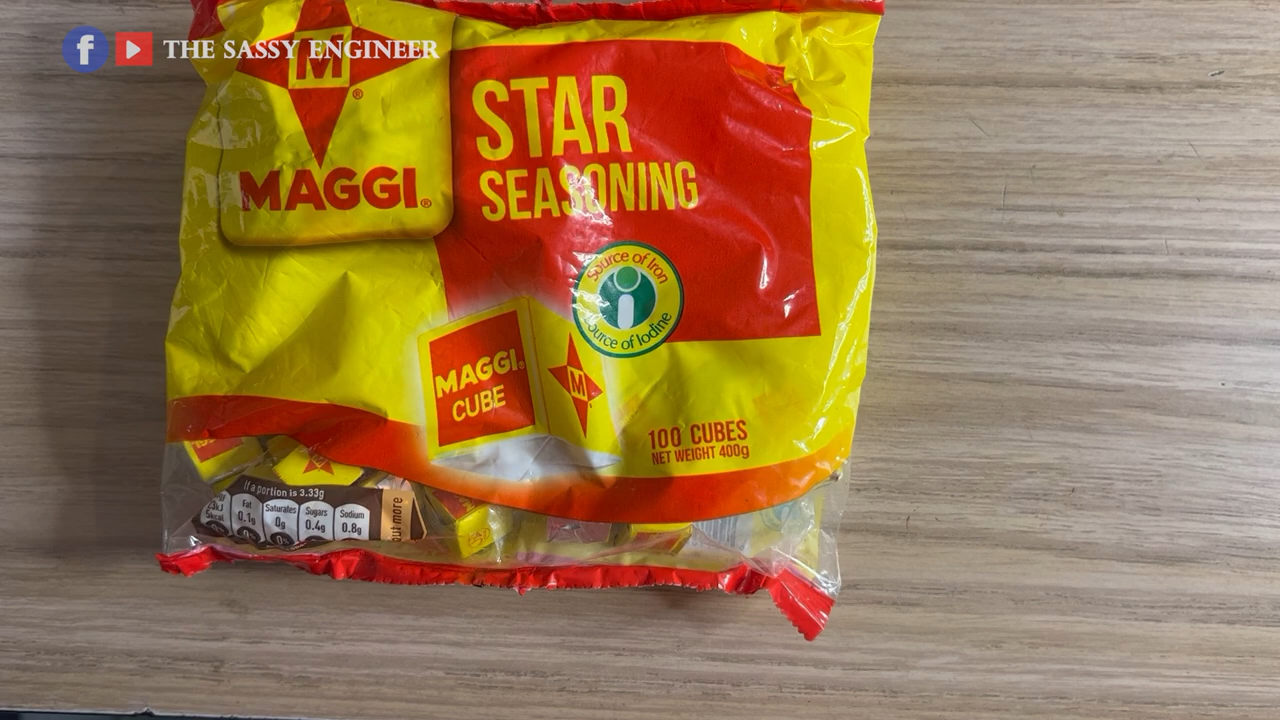 THE SASSY ENGINEER
M
MAGGI®
STAR
SEASONING
Source of Iron
i
Source of Iodine
MAGGI®
CUBE
M
100 CUBES
NET WEIGHT 400g
If a portion is 3.33g
Fat
0.1g
Saturates
0g
Sugars
0.4g
Sodium
0.8g